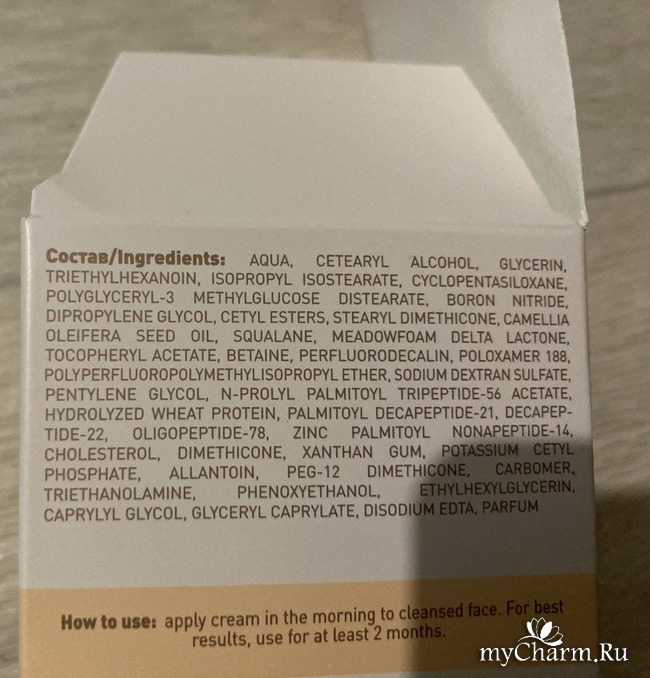 Состав/Ingredients: AQUA, CETEARYL ALCOHOL, GLYCERIN,
TRIETHYLHEXANOIN, ISOPROPYL ISOSTEARATE, CYCLOPENTASILOXANE,
POLYGLYCERYL-3 METHYLGLUCOSE DISTEARATE, BORON NITRIDE,
DIPROPYLENE GLYCOL, CETYL ESTERS, STEARYL DIMETHICONE, CAMELLIA
OLEIFERA SEED OIL, SQUALANE, MEADOWFOAM DELTA LACTONE,
TOCOPHERYL ACETATE, BETAINE, PERFLUORODECALIN, POLOXAMER 188,
POLYPERFLUOROPOLYMETHYLISOPROPYL ETHER, SODIUM DEXTRAN SULFATE,
PENTYLENE GLYCOL, N-PROLYL PALMITOYL TRIPEPTIDE-56 ACETATE,
HYDROLYZED WHEAT PROTEIN, PALMITOYL DECAPEPTIDE-21, DECAPEP-
TIDE-22, OLIGOPEPTIDE-78, ZINC PALMITOYL NONAPEPTIDE-14,
CHOLESTEROL, DIMETHICONE, XANTHAN GUM, POTASSIUM CETYL
PHOSPHATE, ALLANTOIN, PEG-12 DIMETHICONE, CARBOMER,
TRIETHANOLAMINE, PHENOXYETHANOL, ETHYLHEXYLGLYCERIN,
CAPRYLYL GLYCOL, GLYCERYL CAPRYLATE, DISODIUM EDTA, PARFUM
How to use: apply cream in the morning to cleansed face. For best
results, use for at least 2 months.
myCharm.Ru